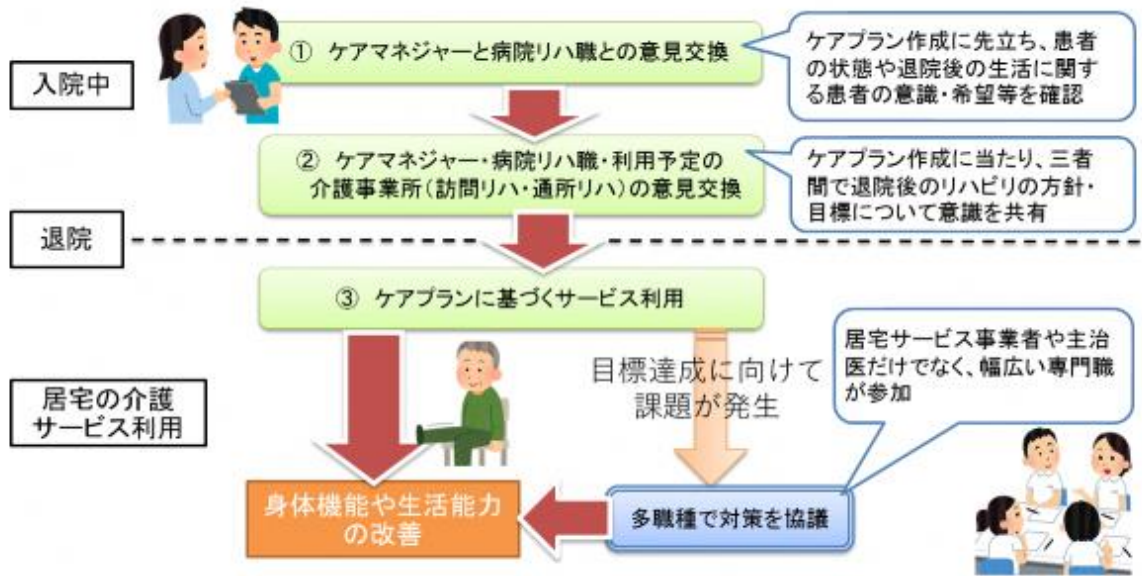 入院中
① ケアマネジャーと病院リハ職との意見交換
ケアプラン作成に先立ち、患者
の状態や退院後の生活に関す
る患者の意識・希望等を確認
② ケアマネジャー・病院リハ職・利用予定の
介護事業所(訪問リハ・通所リハ)の意見交換
ケアプラン作成に当たり、三者
間で退院後のリハビリの方針・
目標について意識を共有
退院
③ ケアプランに基づくサービス利用
居宅の介護
サービス利用
目標達成に向けて
課題が発生
居宅サービス事業者や主治
医だけでなく、幅広い専門職
が参加
身体機能や生活能力
の改善
多職種で対策を協議